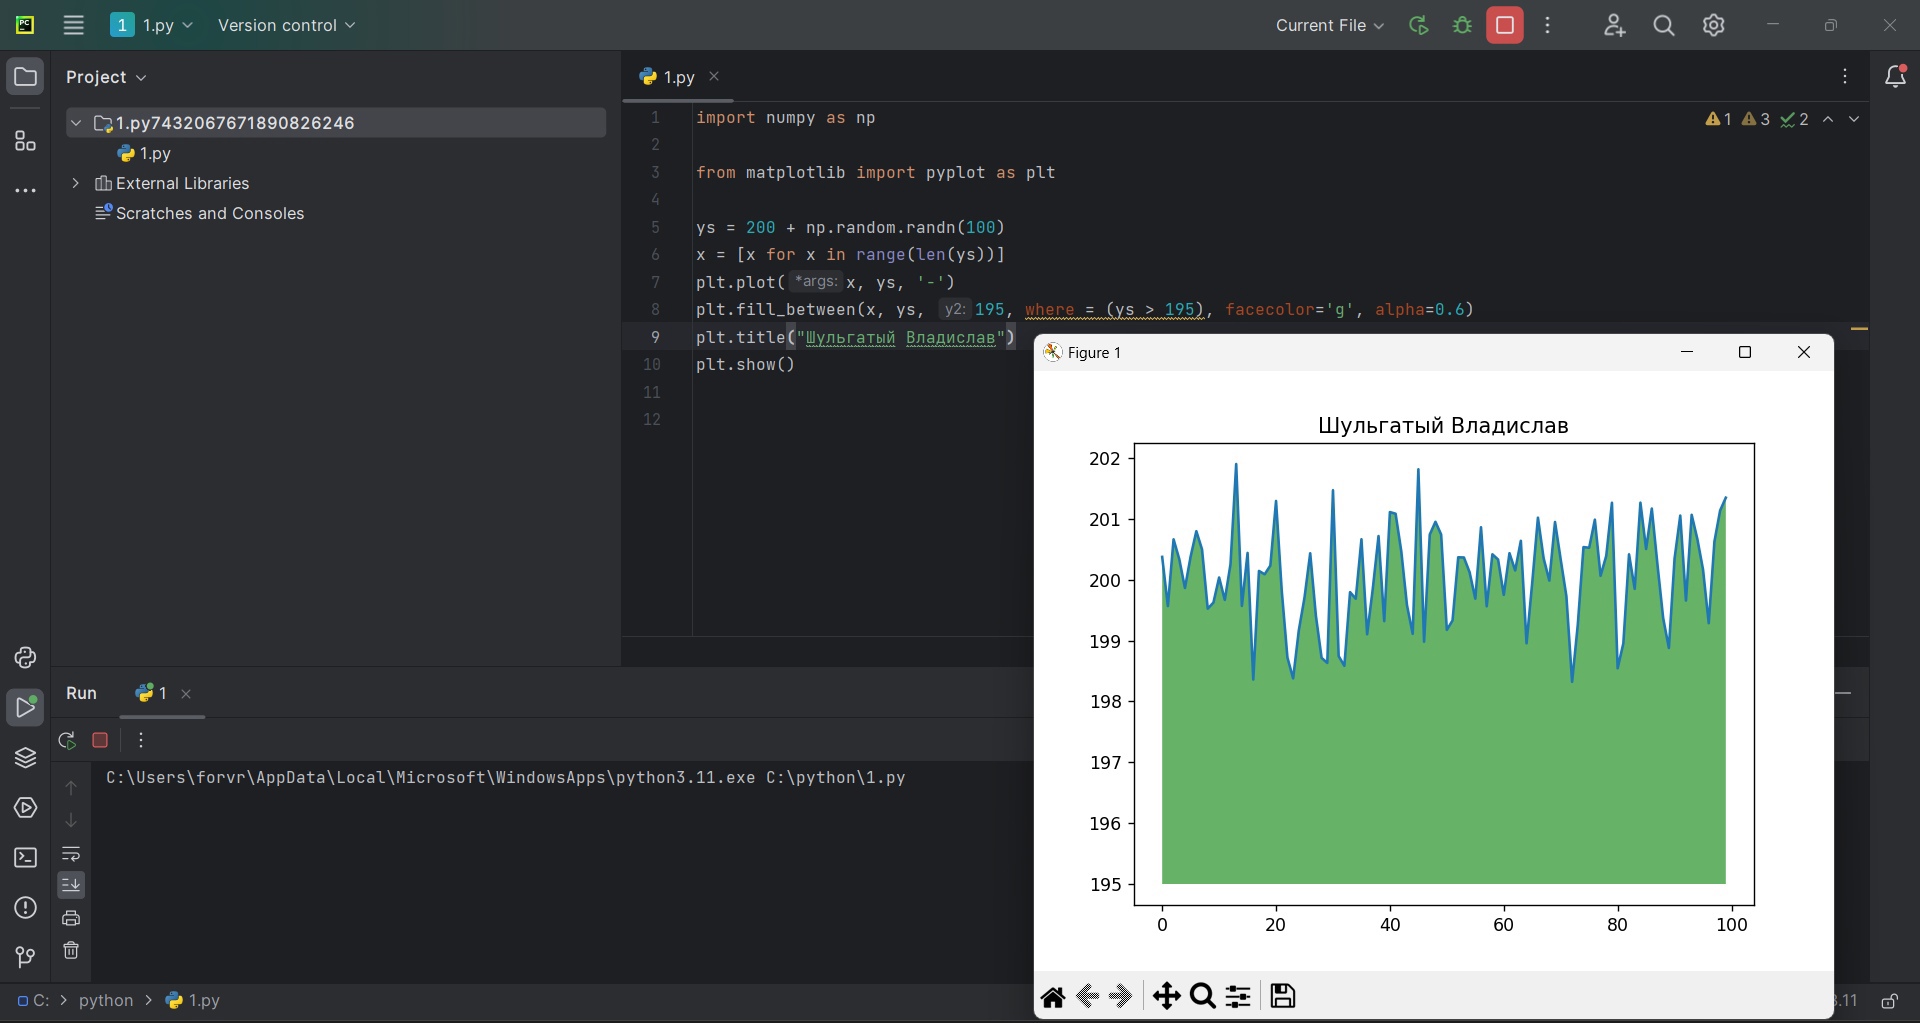 1 1.py Version control Current File
Project
1.py
1.py7432067671890826246
1.py
External Libraries
Scratches and Consoles
1 3 2
1 import numpy as np
2
3 from matplotlib import pyplot as plt
4
5 ys = 200 + np.random.randn(100)
6 x = [x for x in range(len(ys))]
7 plt.plot( *args: x, ys, '-')
8 plt.fill_between(x, ys, y2: 195, where = (ys > 195), facecolor='g', alpha=0.6)
9 plt.title("Шульгатый Владислав")
10 plt.show()
11
12
Figure 1
Шульгатый Владислав
202
201
200
199
198
197
196
195
0 20 40 60 80 100
Run 1
C:\Users\forvr\AppData\Local\Microsoft\WindowsApps\python3.11.exe C:\python\1.py
C: > python > 1.py
.11